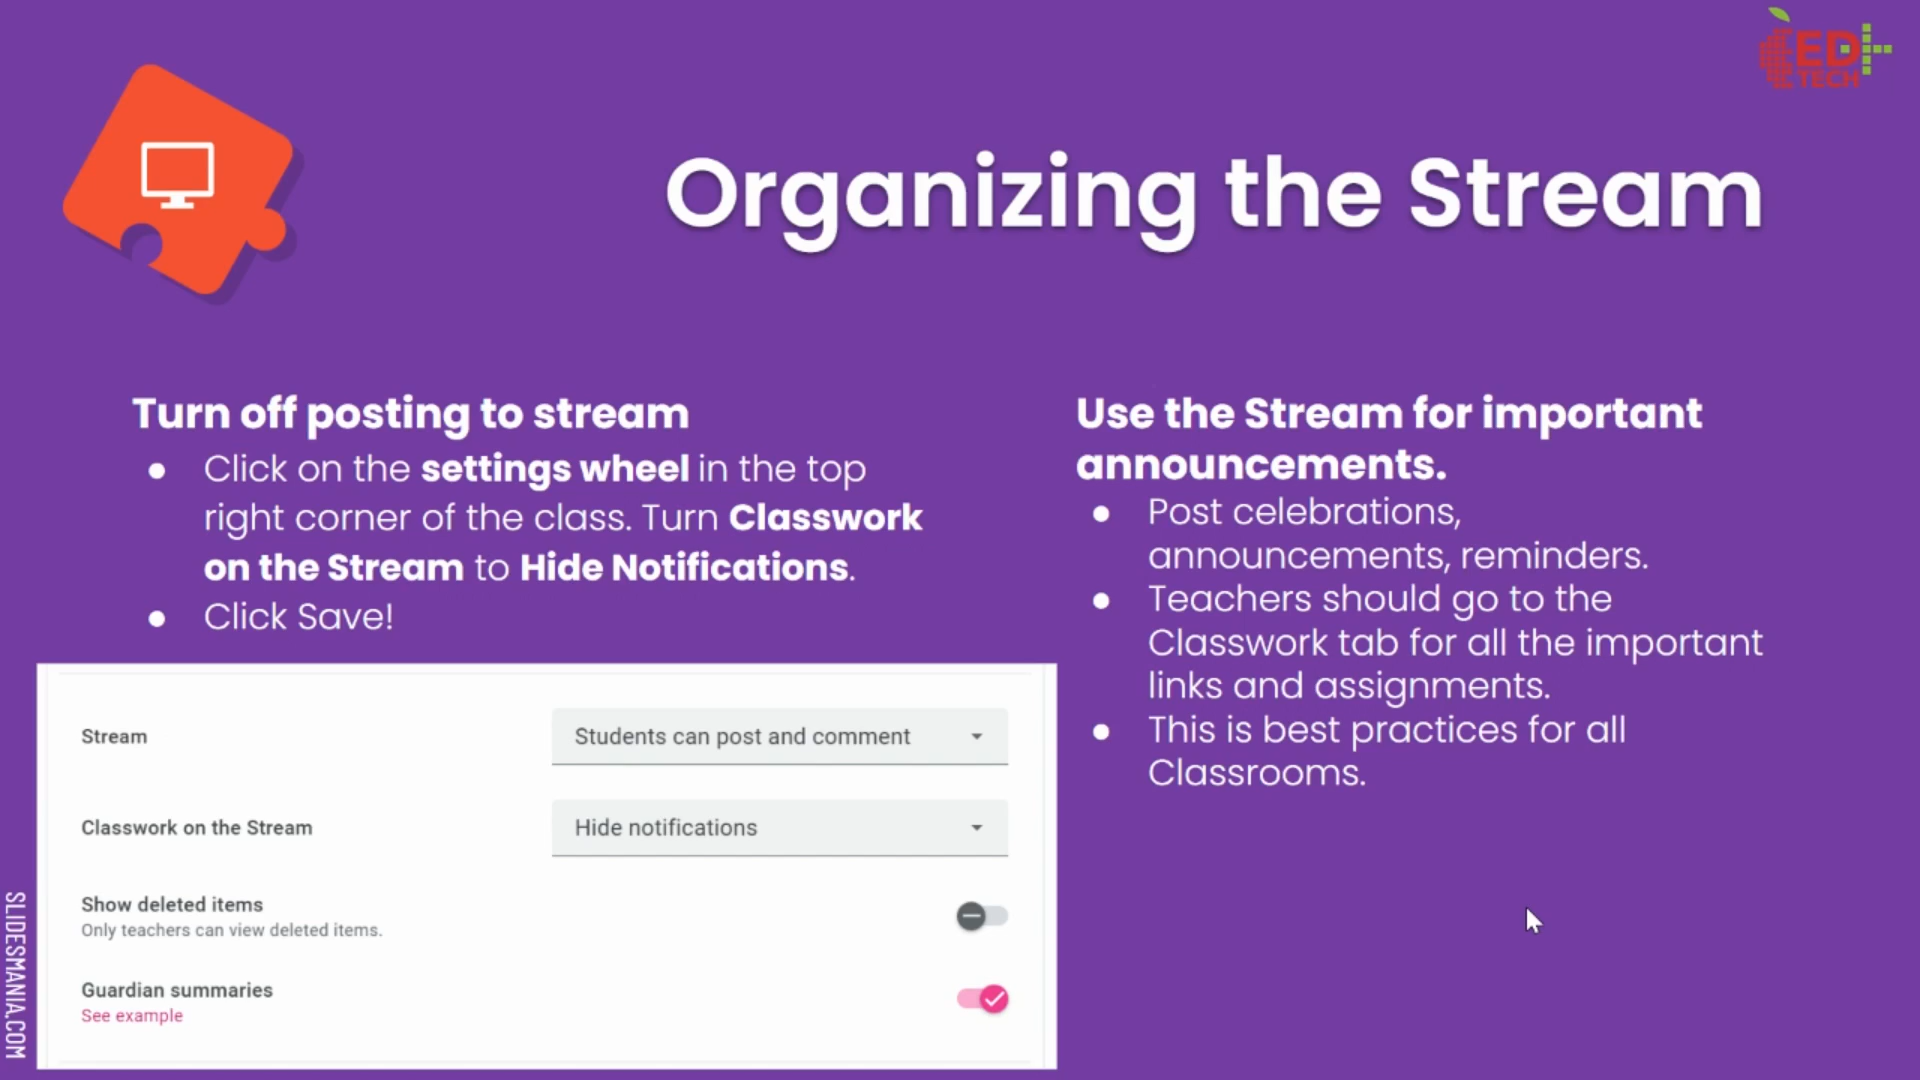 ED
TECH
Organizing the Stream
Turn off posting to stream
● Click on the settings wheel in the top
right corner of the class. Turn Classwork
on the Stream to Hide Notifications.
● Click Save!
Use the Stream for important
announcements.
● Post celebrations,
announcements, reminders.
● Teachers should go to the
Classwork tab for all the important
links and assignments.
● This is best practices for all
Classrooms.
Stream
Students can post and comment
Classwork on the Stream
Hide notifications
Show deleted items
Only teachers can view deleted items.
Guardian summaries
See example
SLIDESMANIA.COM